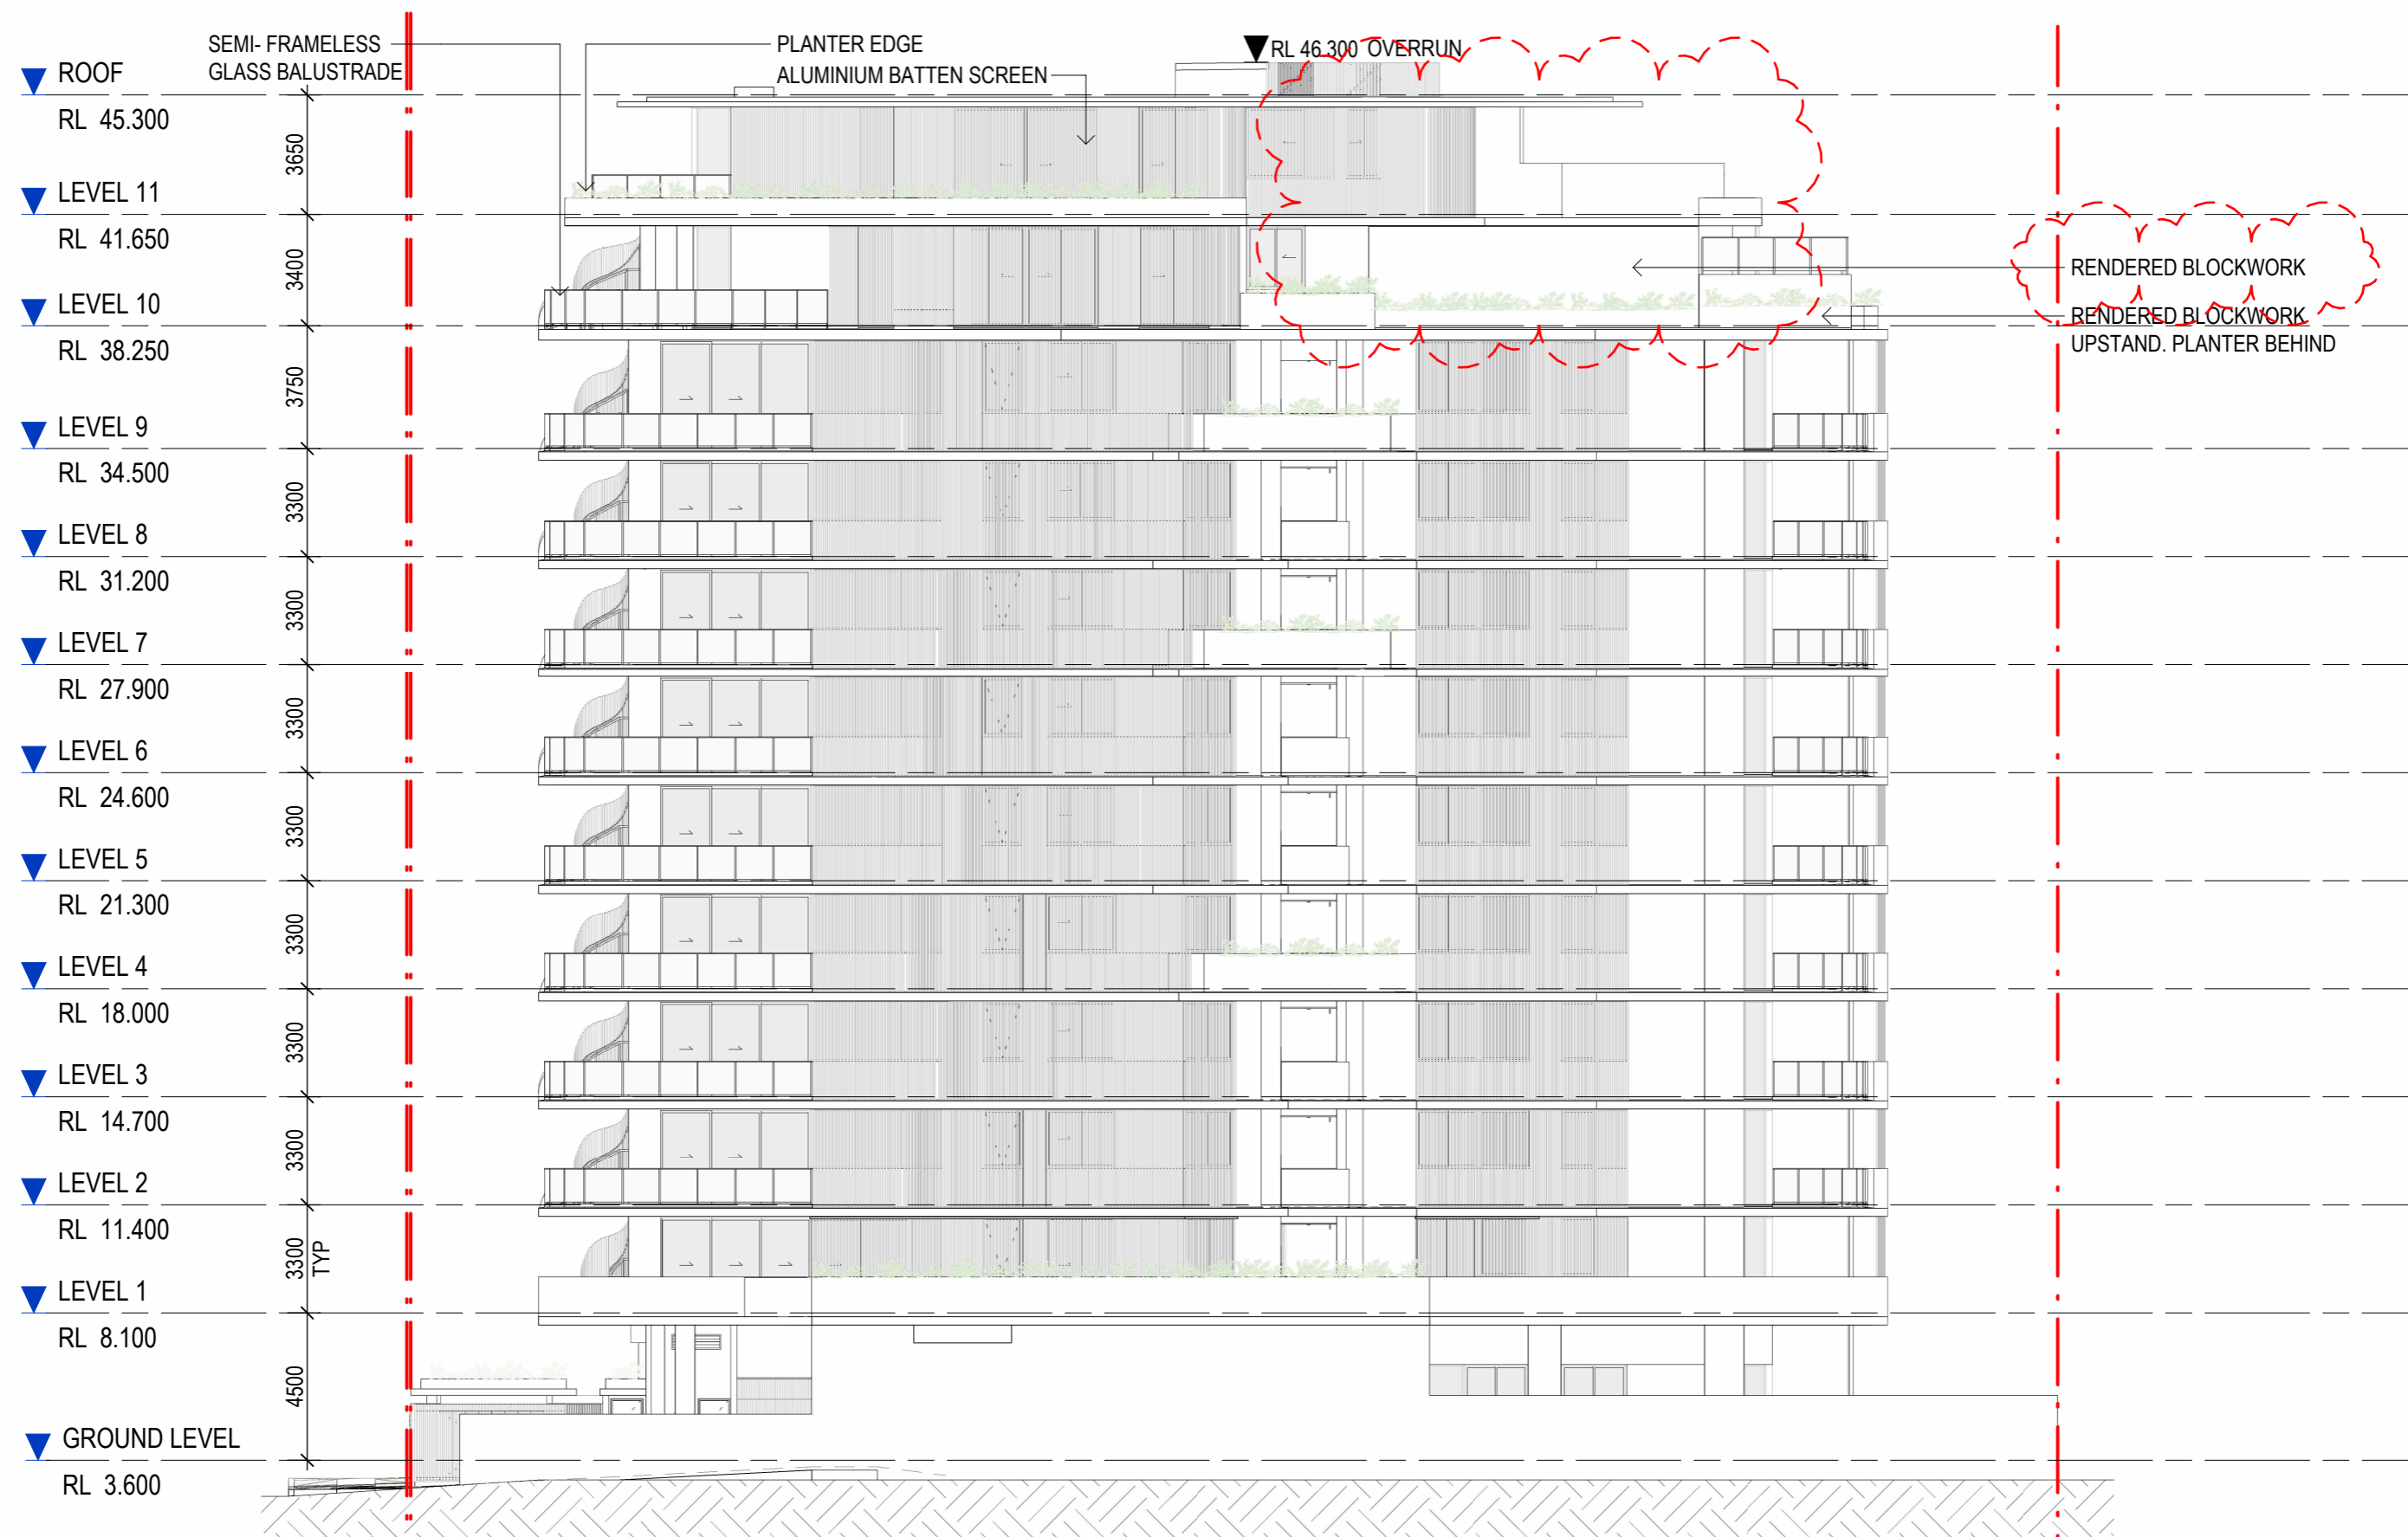 SEMI- FRAMELESS
GLASS BALUSTRADE
PLANTER EDGE
ALUMINIUM BATTEN SCREEN
RL 46.300 OVERRUN
ROOF
RL 45.300
3650
LEVEL 11
RL 41.650
3400
RENDERED BLOCKWORK
LEVEL 10
RL 38.250
RENDERED BLOCKWORK
UPSTAND. PLANTER BEHIND
3750
LEVEL 9
RL 34.500
3300
LEVEL 8
RL 31.200
3300
LEVEL 7
RL 27.900
3300
LEVEL 6
RL 24.600
3300
LEVEL 5
RL 21.300
3300
LEVEL 4
RL 18.000
3300
LEVEL 3
RL 14.700
3300
LEVEL 2
RL 11.400
3300
TYP
LEVEL 1
RL 8.100
4500
GROUND LEVEL
RL 3.600